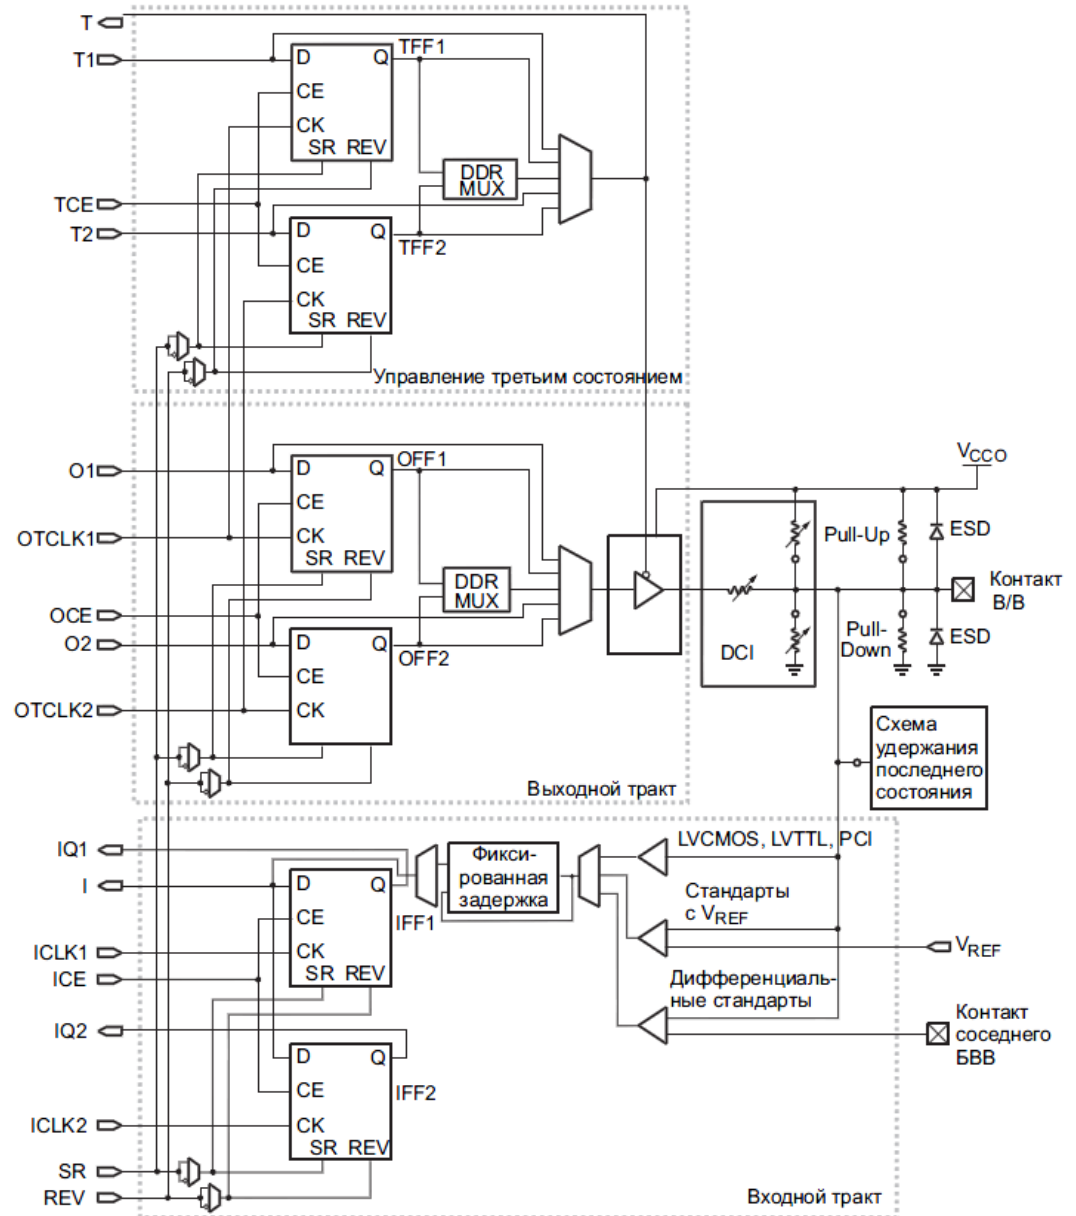 T
T1
D Q TFF1
CE
CK
SR REV
DDR
MUX
TCE
T2
D Q
TFF2
CE
CK
SR REV
Управление третьим состоянием
O1
D Q OFF1
CE
OTCLK1
CK
SR REV
DDR
MUX
OCE
O2
D Q
OFF2
CE
OTCLK2
CK
Выходной тракт
VCCO
Pull-Up
ESD
Контакт
В/В
DCI
Pull-
Down
ESD
Схема
удержания
последнего
состояния
IQ1
I
D Q
IFF1
CE
ICLK1
CK
ICE
SR REV
Фикси-
рованная
задержка
LVCMOS, LVTTL, PCI
Стандарты
с VREF
VREF
Дифференциаль-
ные стандарты
Контакт
соседнего
БВВ
IQ2
D Q
CE
IFF2
ICLK2
CK
SR REV
SR
REV
Входной тракт